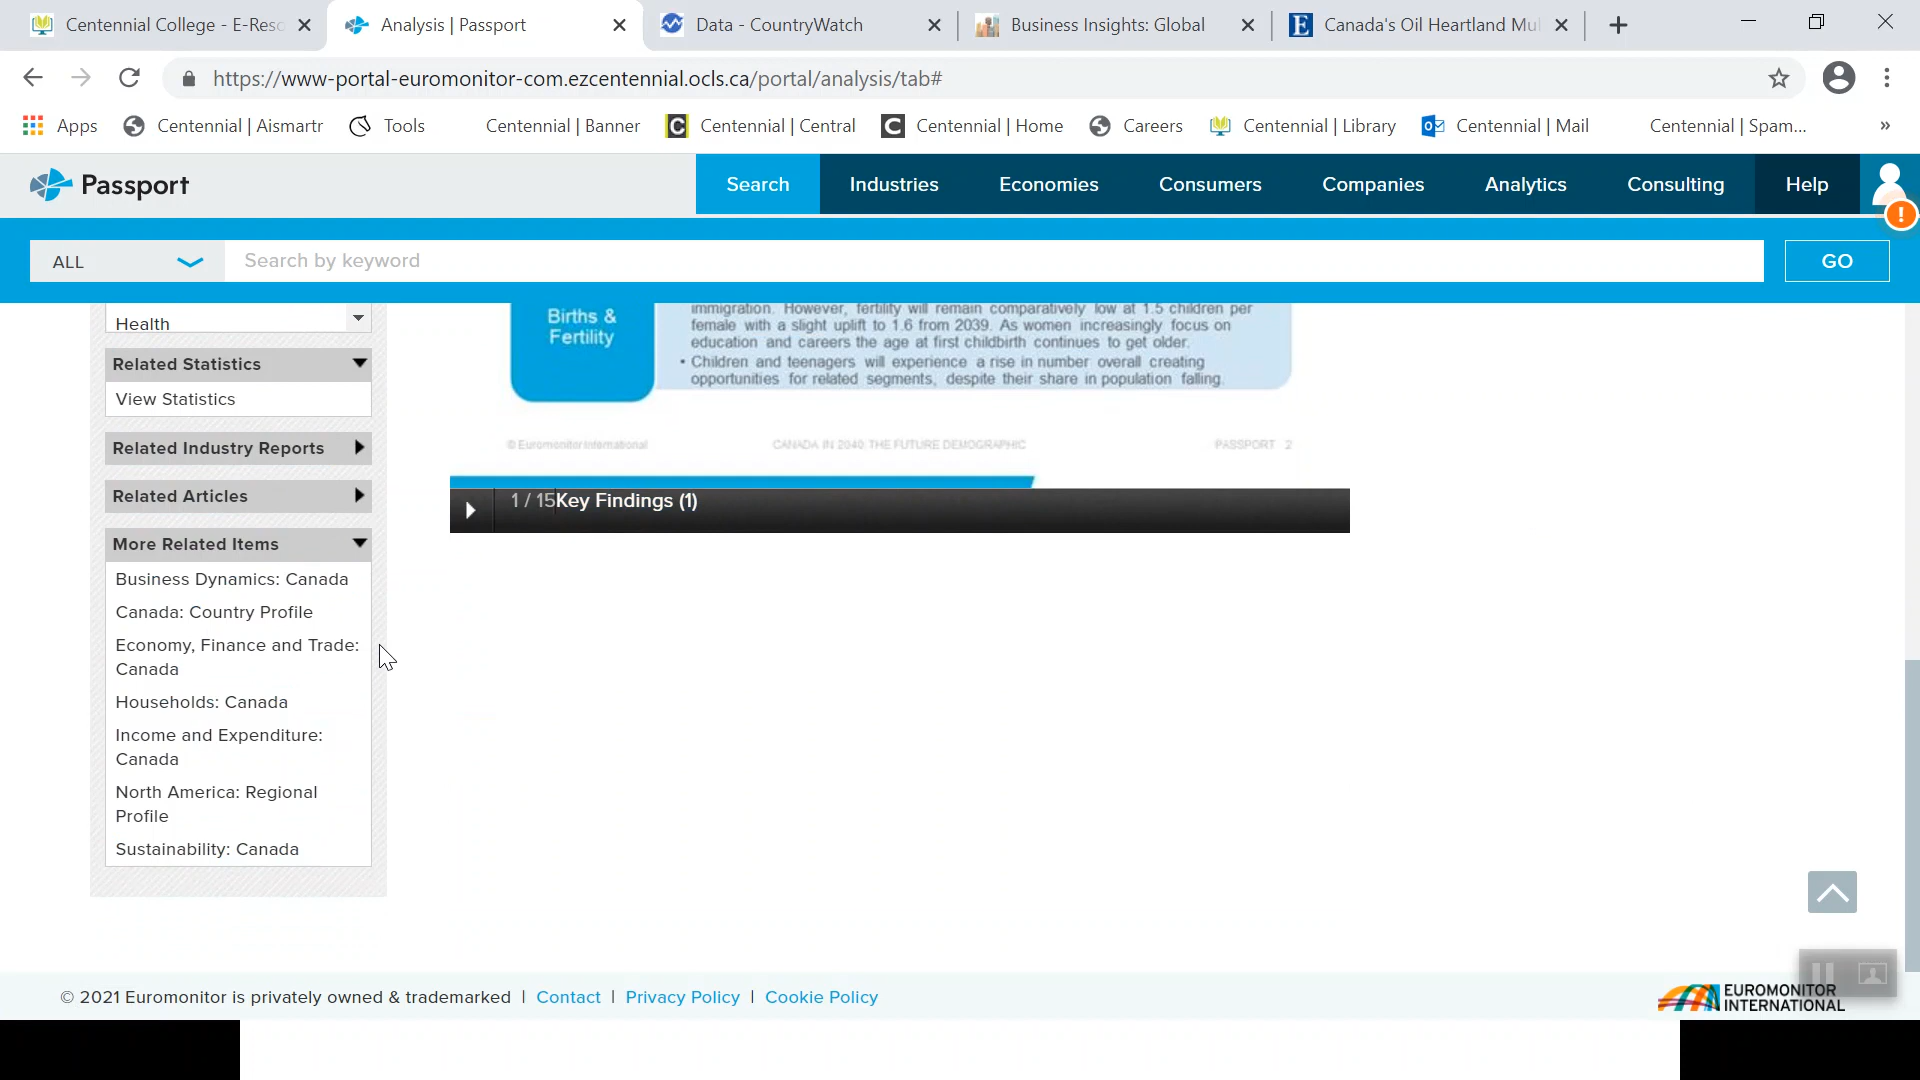 Centennial College - E-Reso
Analysis | Passport
Data - CountryWatch
Business Insights: Global
Canada's Oil Heartland Mul
https://www-portal-euromonitor-com.ezcentennial.ocls.ca/portal/analysis/tab#
Apps
Centennial | Aismartr
Tools
Centennial | Banner
Centennial | Central
Centennial | Home
Careers
Centennial | Library
Centennial | Mail
Centennial | Spam...
»
Passport
Search
Industries
Economies
Consumers
Companies
Analytics
Consulting
Help
!
ALL
Search by keyword
GO
Health
Related Statistics
View Statistics
Related Industry Reports
Related Articles
More Related Items
Business Dynamics: Canada
Canada: Country Profile
Economy, Finance and Trade:
Canada
Households: Canada
Income and Expenditure:
Canada
North America: Regional
Profile
Sustainability: Canada
Births &
Fertility
immigration. However, fertility will remain comparatively low at 1.5 children per
female with a slight uplift to 1.6 from 2039. As women increasingly focus on
education and careers the age at first childbirth continues to get older.
• Children and teenagers will experience a rise in number overall creating
opportunities for related segments, despite their share in population falling.
© Euromonitor International
CANADA IN 2040: THE FUTURE DEMOGRAPHIC
PASSPORT 2
1 / 15 Key Findings (1)
© 2021 Euromonitor is privately owned & trademarked | Contact | Privacy Policy | Cookie Policy
EUROMONITOR
INTERNATIONAL